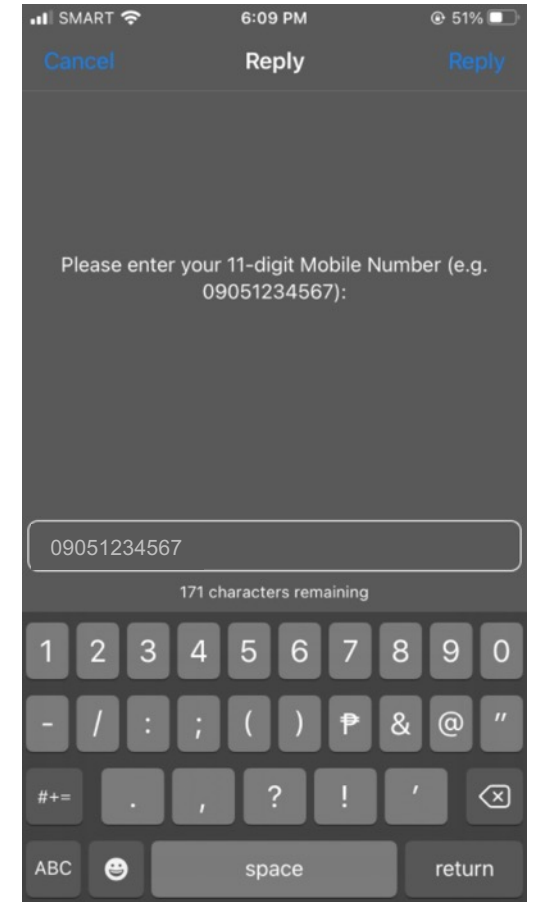 SMART 6:09 PM 51%
Cancel Reply Reply
Please enter your 11-digit Mobile Number (e.g.
09051234567):
09051234567
171 characters remaining
1 2 3 4 5 6 7 8 9 0
- / : ; ( ) ₱ & @ "
#+= . , ? ! '
ABC space return